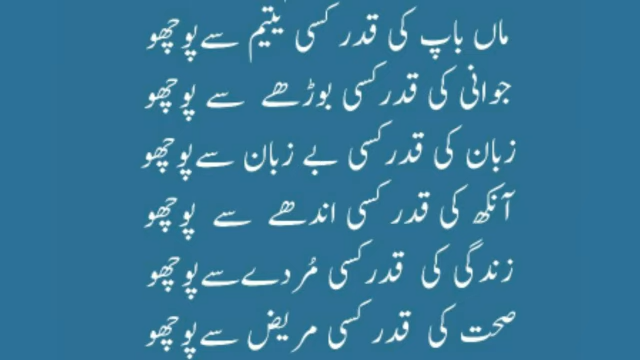 ماں باپ کی قدر کسی یتیم سے پوچھو
جوانی کی قدر کسی بوڑھے سے پوچھو
زبان کی قدر کسی بے زبان سے پوچھو
آنکھ کی قدر کسی اندھے سے پوچھو
زندگی کی قدر کسی مُردے سے پوچھو
صحت کی قدر کسی مریض سے پوچھو